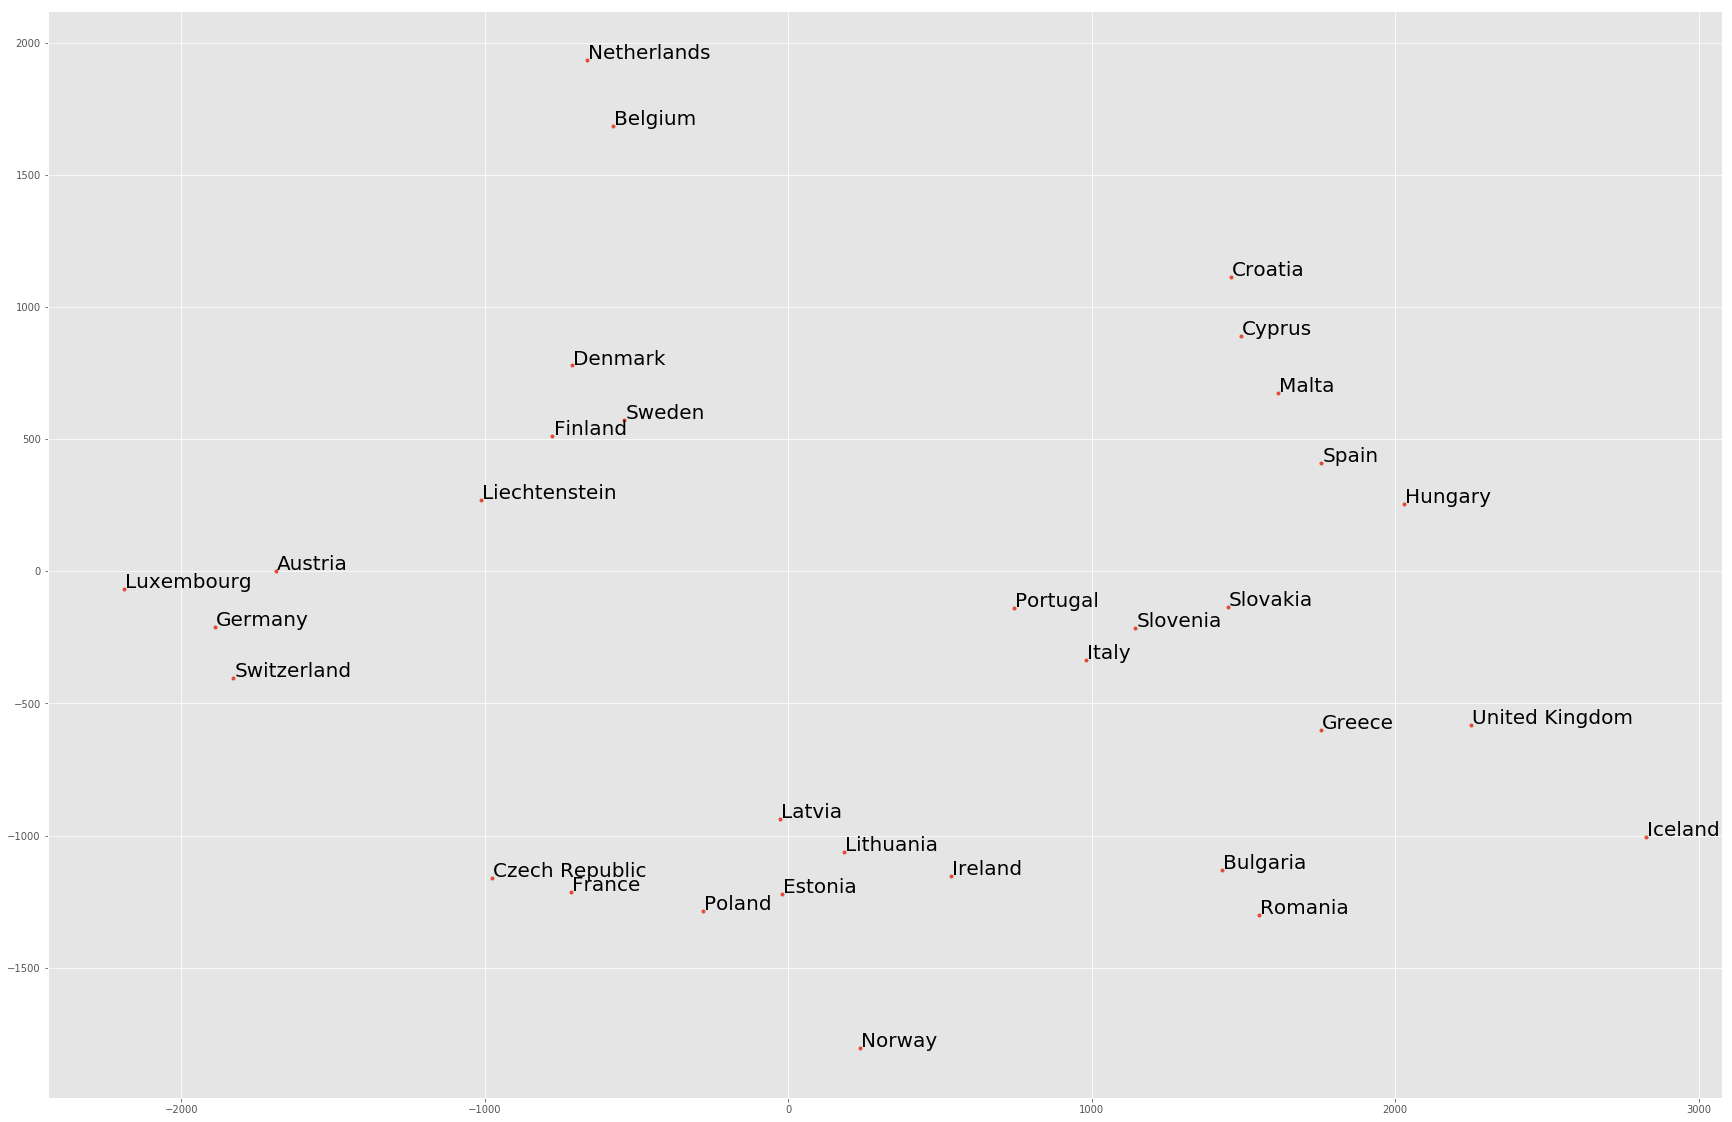 2000
Netherlands
Belgium
1500
Croatia
1000
Cyprus
Denmark
Malta
Sweden
Finland
500
Spain
Liechtenstein
Hungary
Austria
0
Luxembourg
Portugal
Slovakia
Germany
Slovenia
Italy
Switzerland
−500
Greece
United Kingdom
Latvia
−1000
Iceland
Lithuania
Czech Republic
Ireland
Bulgaria
France
Estonia
Poland
Romania
−1500
Norway
−2000 −1000 0 1000 2000 3000